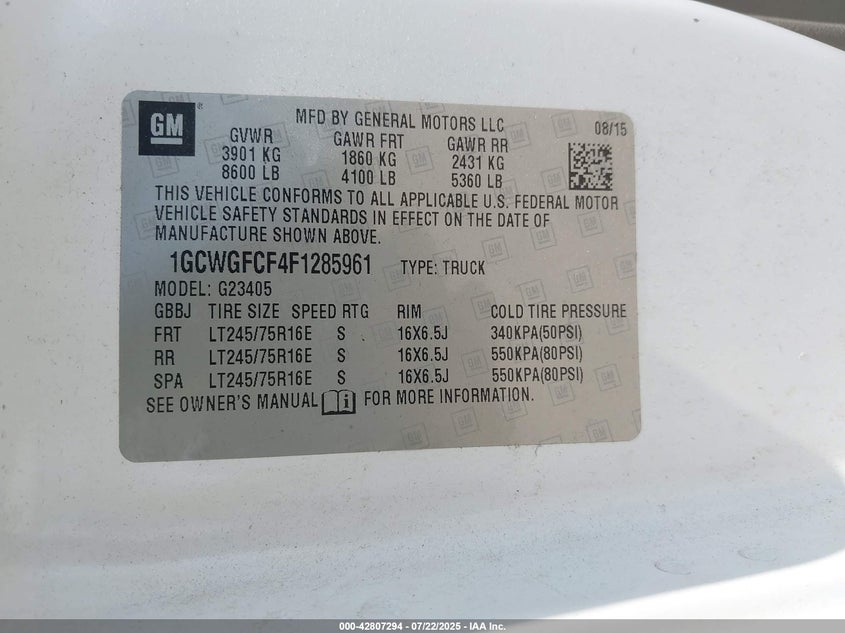 GM ®
MFD BY GENERAL MOTORS LLC 08/15
GVWR GAWR FRT GAWR RR
3901 KG 1860 KG 2431 KG
8600 LB 4100 LB 5360 LB
THIS VEHICLE CONFORMS TO ALL APPLICABLE U.S. FEDERAL MOTOR
VEHICLE SAFETY STANDARDS IN EFFECT ON THE DATE OF
MANUFACTURE SHOWN ABOVE.
1GCWGFCF4F1285961 TYPE: TRUCK
MODEL: G23405
GBBJ TIRE SIZE SPEED RTG RIM COLD TIRE PRESSURE
FRT LT245/75R16E S 16X6.5J 340KPA(50PSI)
RR LT245/75R16E S 16X6.5J 550KPA(80PSI)
SPA LT245/75R16E S 16X6.5J 550KPA(80PSI)
SEE OWNER'S MANUAL i FOR MORE INFORMATION.
000-42807294 - 07/22/2025 - IAA Inc.